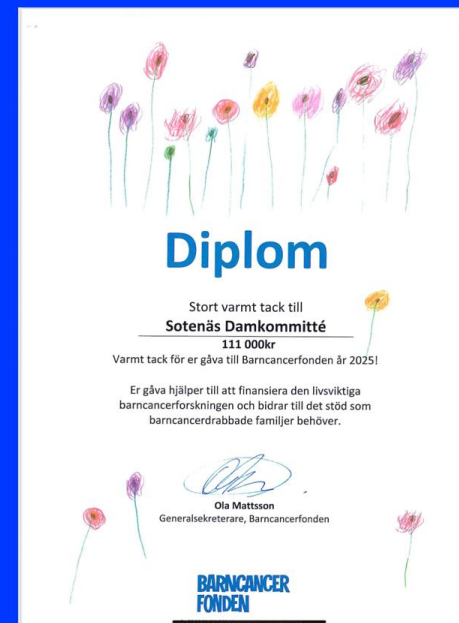 Diplom
Stort varmt tack till
Sotenäs Damkommitté
111 000kr
Varmt tack för er gåva till Barncancerfonden år 2025!
Er gåva hjälper till att finansiera den livsviktiga
barncancerforskningen och bidrar till det stöd som
barncancerdrabbade familjer behöver.
Ola Mattsson
Generalsekreterare, Barncancerfonden
BARNCANCER
FONDEN